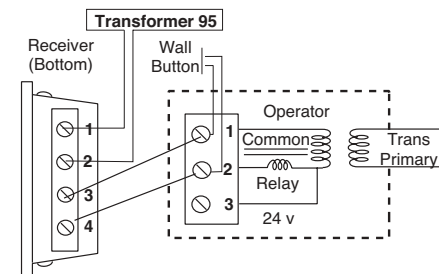 Transformer 95
Receiver
(Bottom)
Wall
Button
1
2
3
4
Operator
1
Common
2
Relay
3
24 v
Trans
Primary